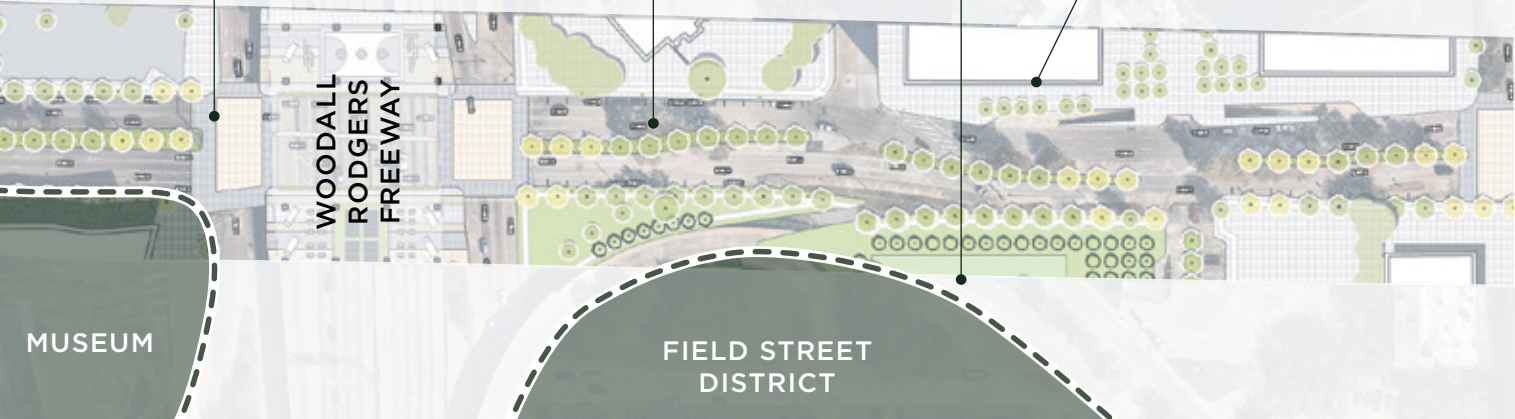 WOODALL
RODGERS
FREEWAY
MUSEUM
FIELD STREET
DISTRICT